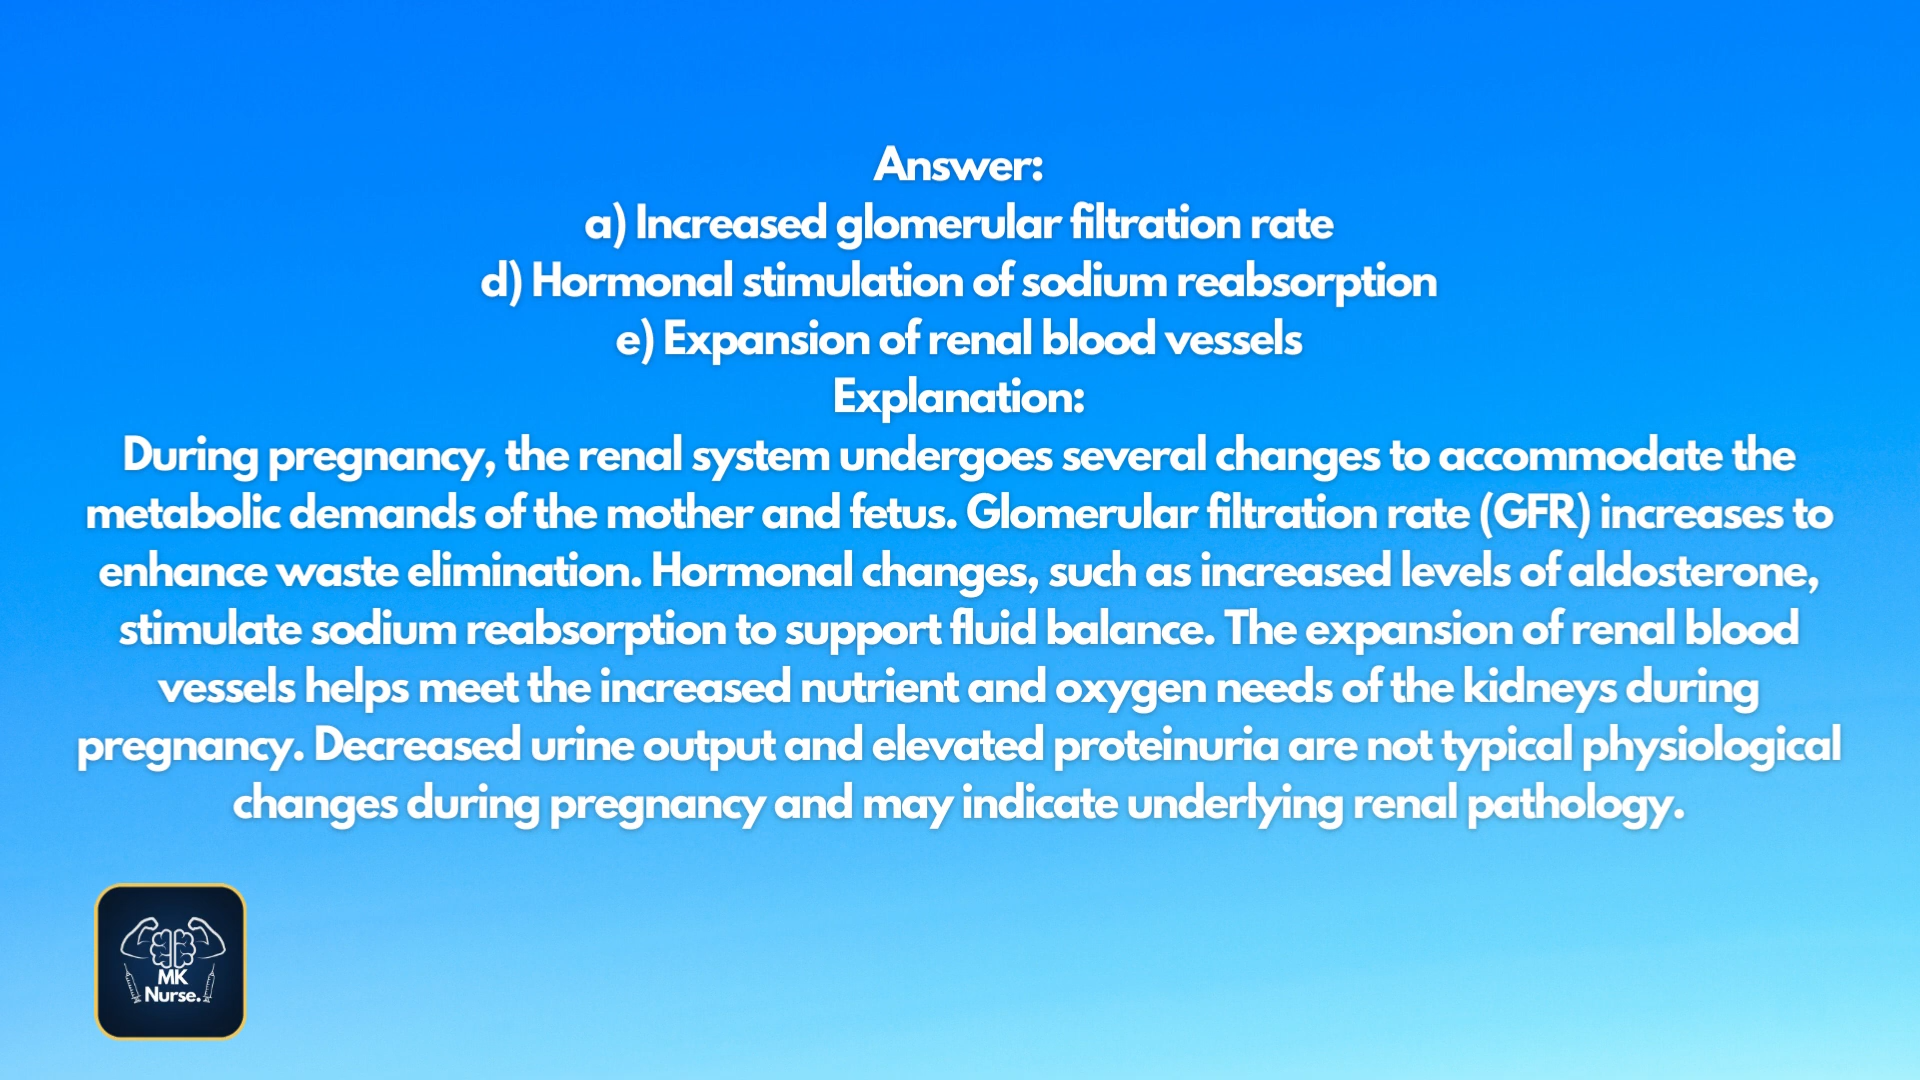 Answer:
a) Increased glomerular filtration rate
d) Hormonal stimulation of sodium reabsorption
e) Expansion of renal blood vessels
Explanation:
During pregnancy, the renal system undergoes several changes to accommodate the
metabolic demands of the mother and fetus. Glomerular filtration rate (GFR) increases to
enhance waste elimination. Hormonal changes, such as increased levels of aldosterone,
stimulate sodium reabsorption to support fluid balance. The expansion of renal blood
vessels helps meet the increased nutrient and oxygen needs of the kidneys during
pregnancy. Decreased urine output and elevated proteinuria are not typical physiological
changes during pregnancy and may indicate underlying renal pathology.
MK
Nurse.